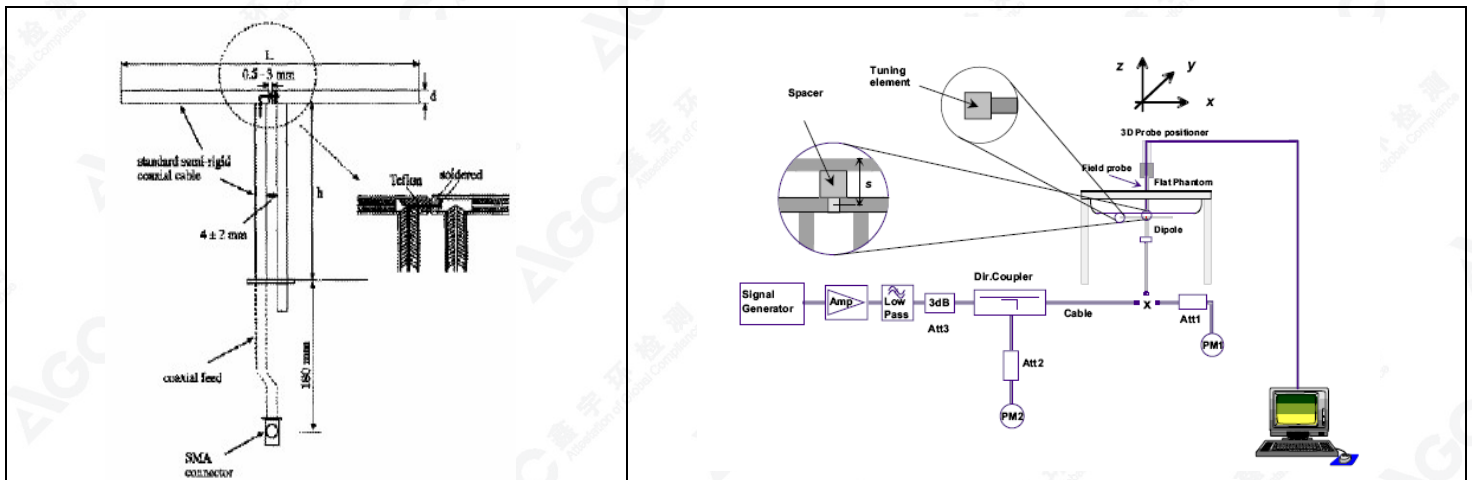 L
0.5 - 3 mm
d
standard semi-rigid
coaxial cable
Teflon
soldered
h
4 ± 2 mm
coaxial feed
180 mm
SMA
connector
Tuning
element
Spacer
s
z
y
x
3D Probe positioner
Field probe
Flat Phantom
Dipole
Signal
Generator
Amp
Low
Pass
3dB
Att3
Dir.Coupler
Cable
x
Att1
PM1
Att2
PM2
AGC